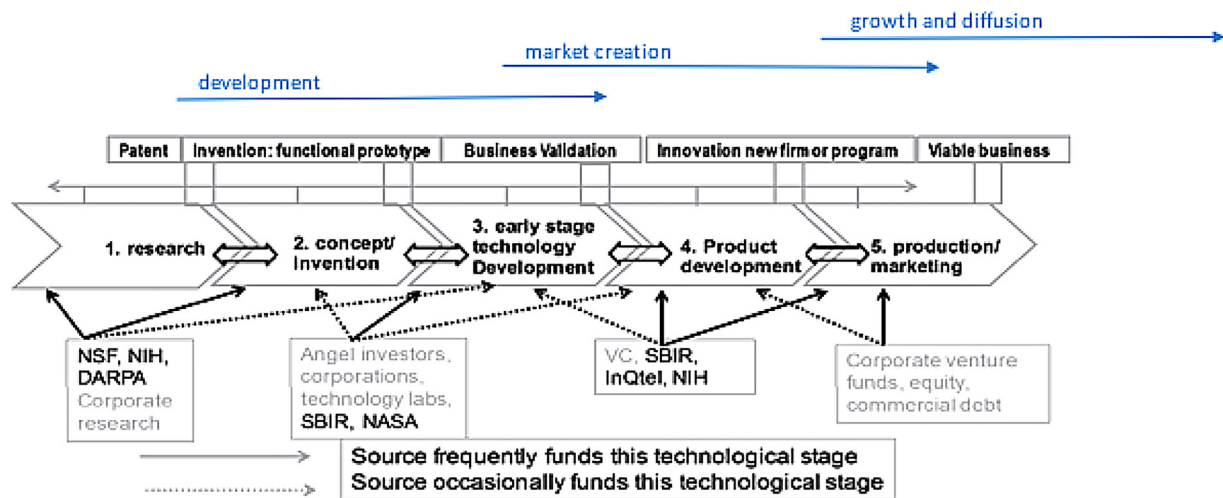 growth and diffusion
market creation
development
Patent
Invention: functional prototype
Business Validation
Innovation new firm or program
Viable business
1. research
2. concept/
Invention
3. early stage
technology
Development
4. Product
development
5. production/
marketing
NSF, NIH,
DARPA
Corporate
research
Angel investors,
corporations,
technology labs,
SBIR, NASA
VC, SBIR,
InQtel, NIH
Corporate venture
funds, equity,
commercial debt
Source frequently funds this technological stage
Source occasionally funds this technological stage